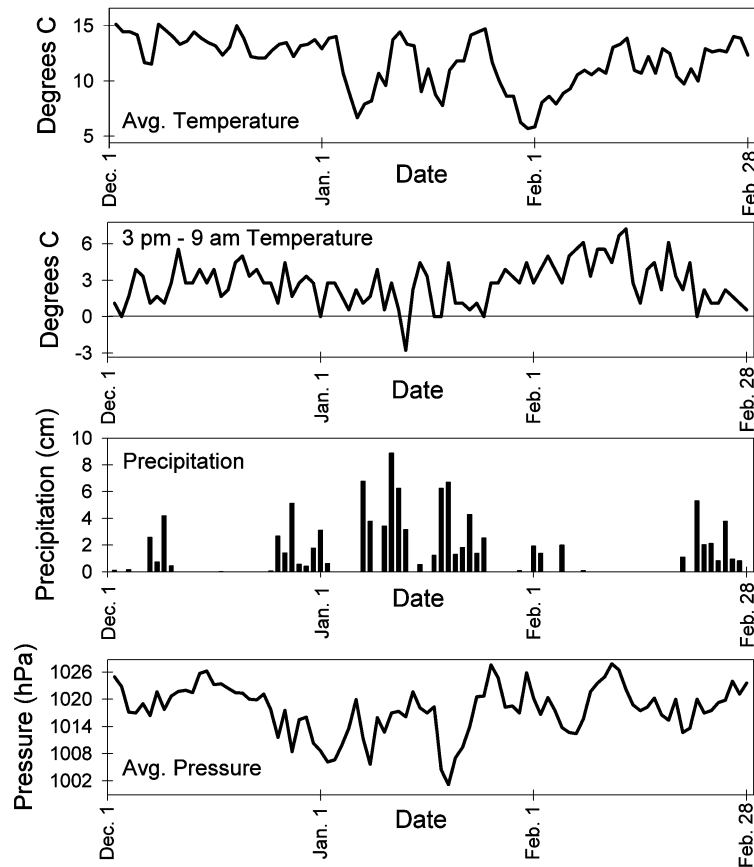 15
10
5
Degrees C
Avg. Temperature
Dec. 1
Jan. 1
Date
Feb. 1
Feb. 28
3 pm - 9 am Temperature
6
3
0
-3
Degrees C
Dec. 1
Jan. 1
Date
Feb. 1
Feb. 28
10
8
6
4
2
0
Precipitation (cm)
Precipitation
Dec. 1
Jan. 1
Date
Feb. 1
Feb. 28
1026
1020
1014
1008
1002
Pressure (hPa)
Avg. Pressure
Dec. 1
Jan. 1
Date
Feb. 1
Feb. 28